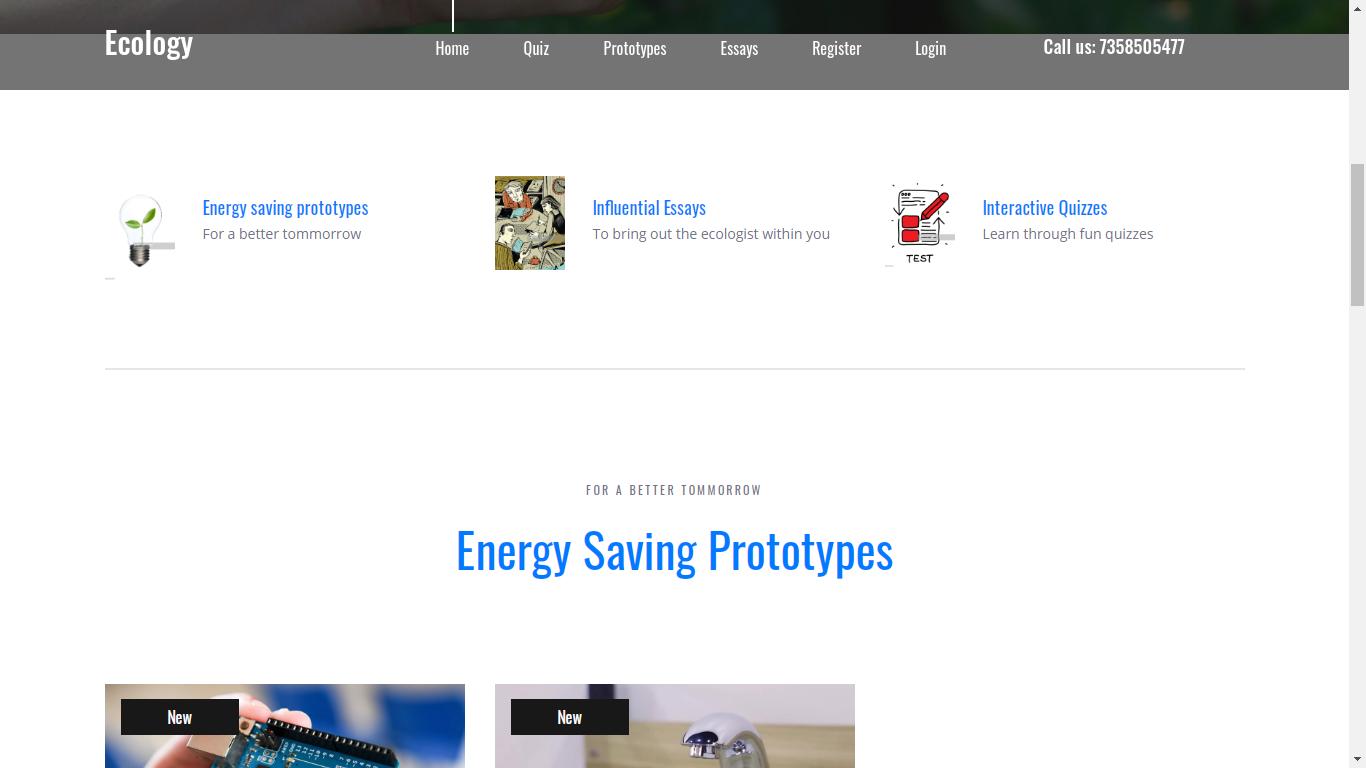 Ecology
Home Quiz Prototypes Essays Register Login
Call us: 7358505477
Energy saving prototypes
For a better tommorrow
Influential Essays
To bring out the ecologist within you
TEST
Interactive Quizzes
Learn through fun quizzes
FOR A BETTER TOMMORROW
Energy Saving Prototypes
New
New